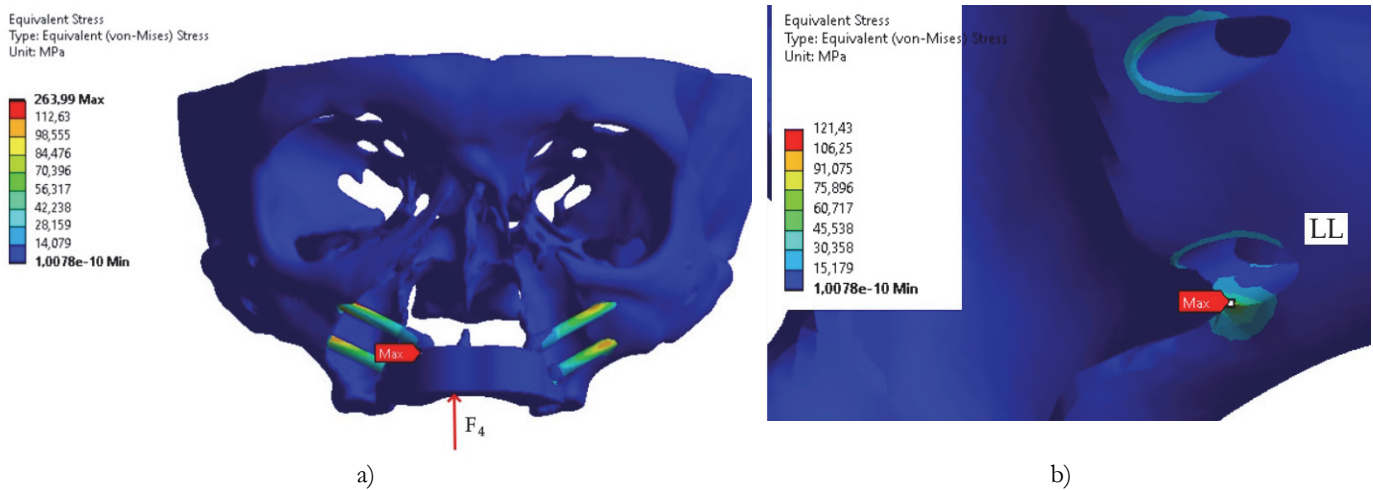 Equivalent Stress
Type: Equivalent (von-Mises) Stress
Unit: MPa
263,99 Max
112,63
98,555
84,476
70,396
56,317
42,238
28,159
14,079
1,0078e-10 Min
Max
F4
a)
Equivalent Stress
Type: Equivalent (von-Mises) Stress
Unit: MPa
121,43
106,25
91,075
75,896
60,717
45,538
30,358
15,179
1,0078e-10 Min
LL
Max
b)